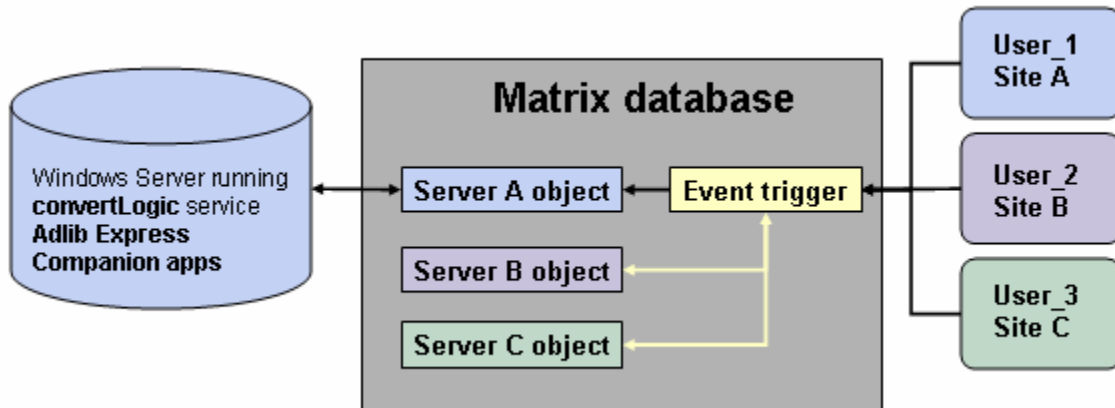 Windows Server running
convertLogic service
Adlib Express
Companion apps
Matrix database
Server A object
Event trigger
Server B object
Server C object
User_1
Site A
User_2
Site B
User_3
Site C